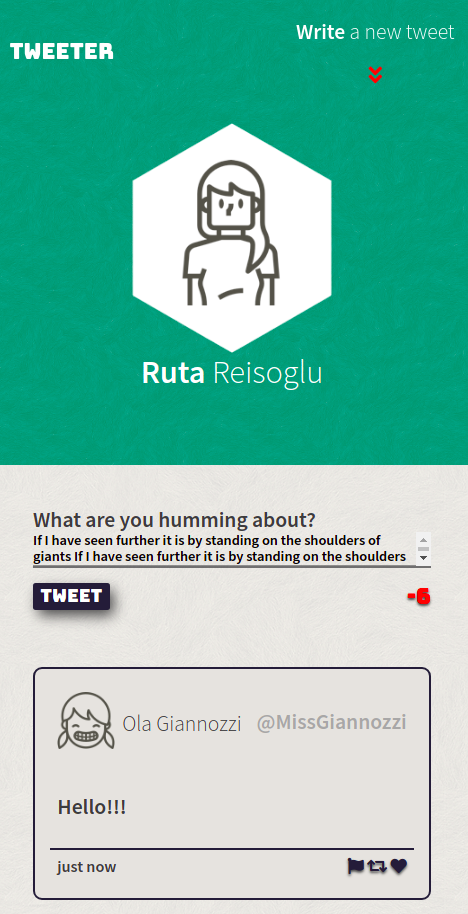 Write a new tweet
TWEETER
Ruta Reisoglu
What are you humming about?
If I have seen further it is by standing on the shoulders of
giants If I have seen further it is by standing on the shoulders
TWEET
-6
Ola Giannozzi @MissGiannozzi
Hello!!!
just now